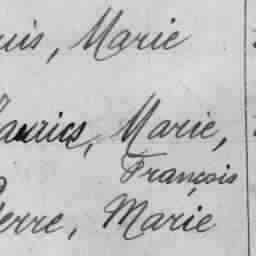 uis, Marie
Maurice, Marie,
François
Pierre, Marie